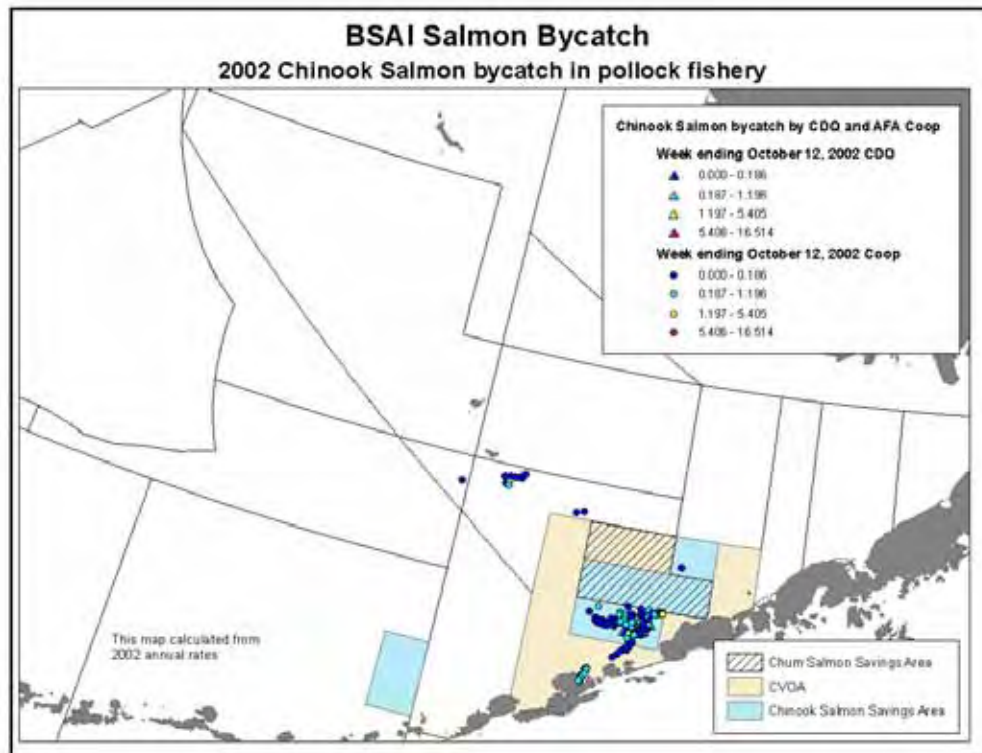 BSAI Salmon Bycatch
2002 Chinook Salmon bycatch in pollock fishery
Chinook Salmon bycatch by CDQ and AFA Coop
Week ending October 12, 2002 CDQ
0.000 - 0.186
0.187 - 1.196
1.197 - 5.405
5.406 - 16.514
Week ending October 12, 2002 Coop
0.000 - 0.186
0.187 - 1.196
1.197 - 5.405
5.406 - 16.514
This map calculated from
2002 annual rates
Chum Salmon Savings Area
CVOA
Chinook Salmon Savings Area